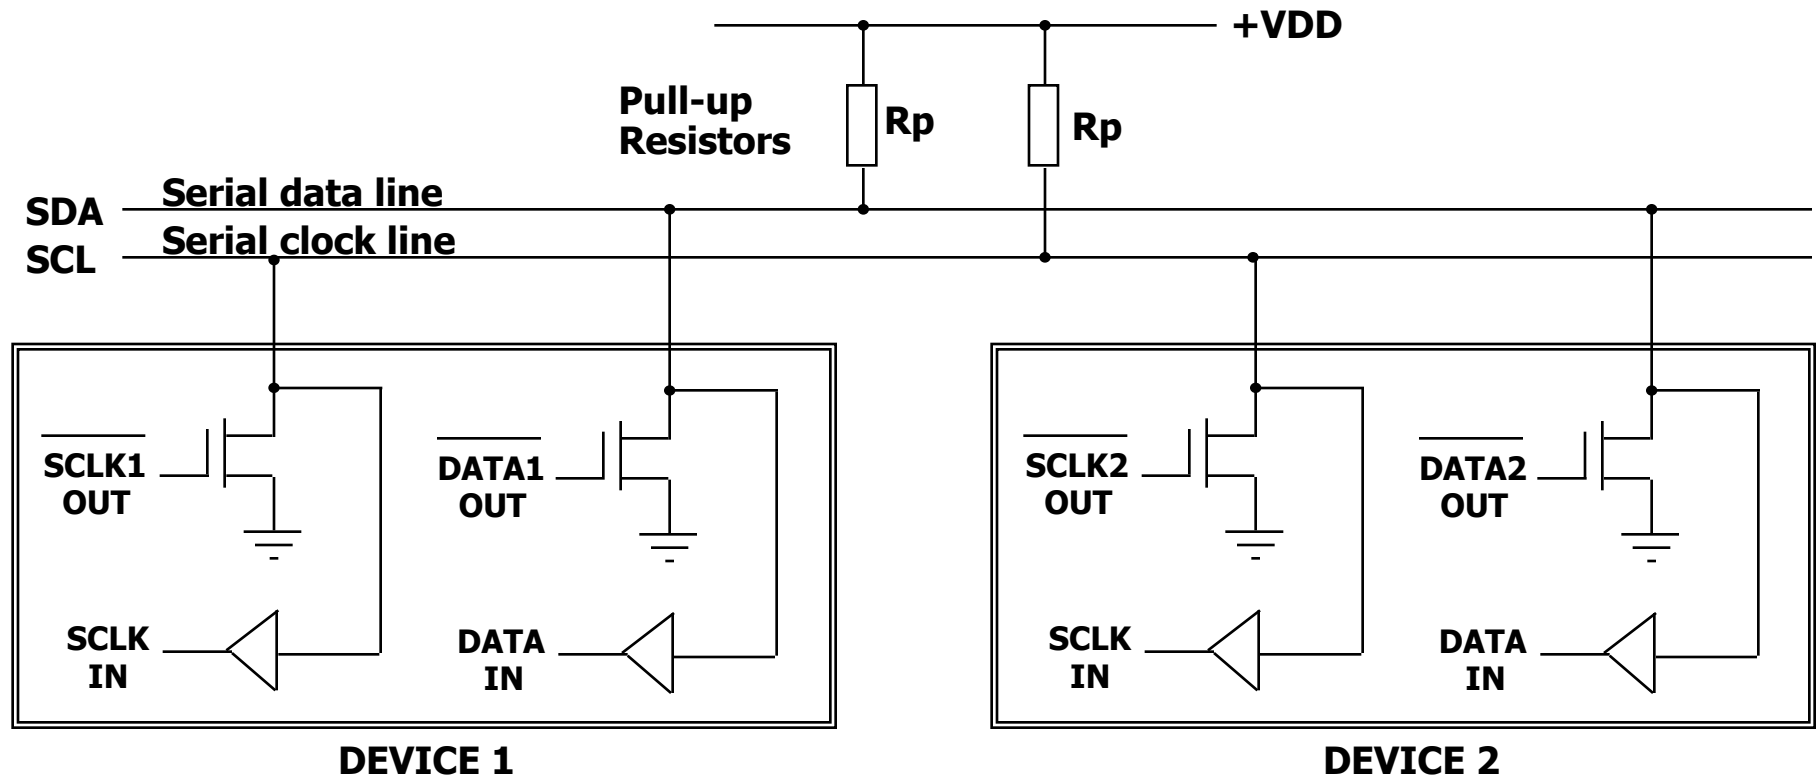 +VDD
Pull-up
Resistors
Rp
Rp
SDA
Serial data line
SCL
Serial clock line
SCLK1
OUT
DATA1
OUT
SCLK2
OUT
DATA2
OUT
SCLK
IN
DATA
IN
SCLK
IN
DATA
IN
DEVICE 1
DEVICE 2